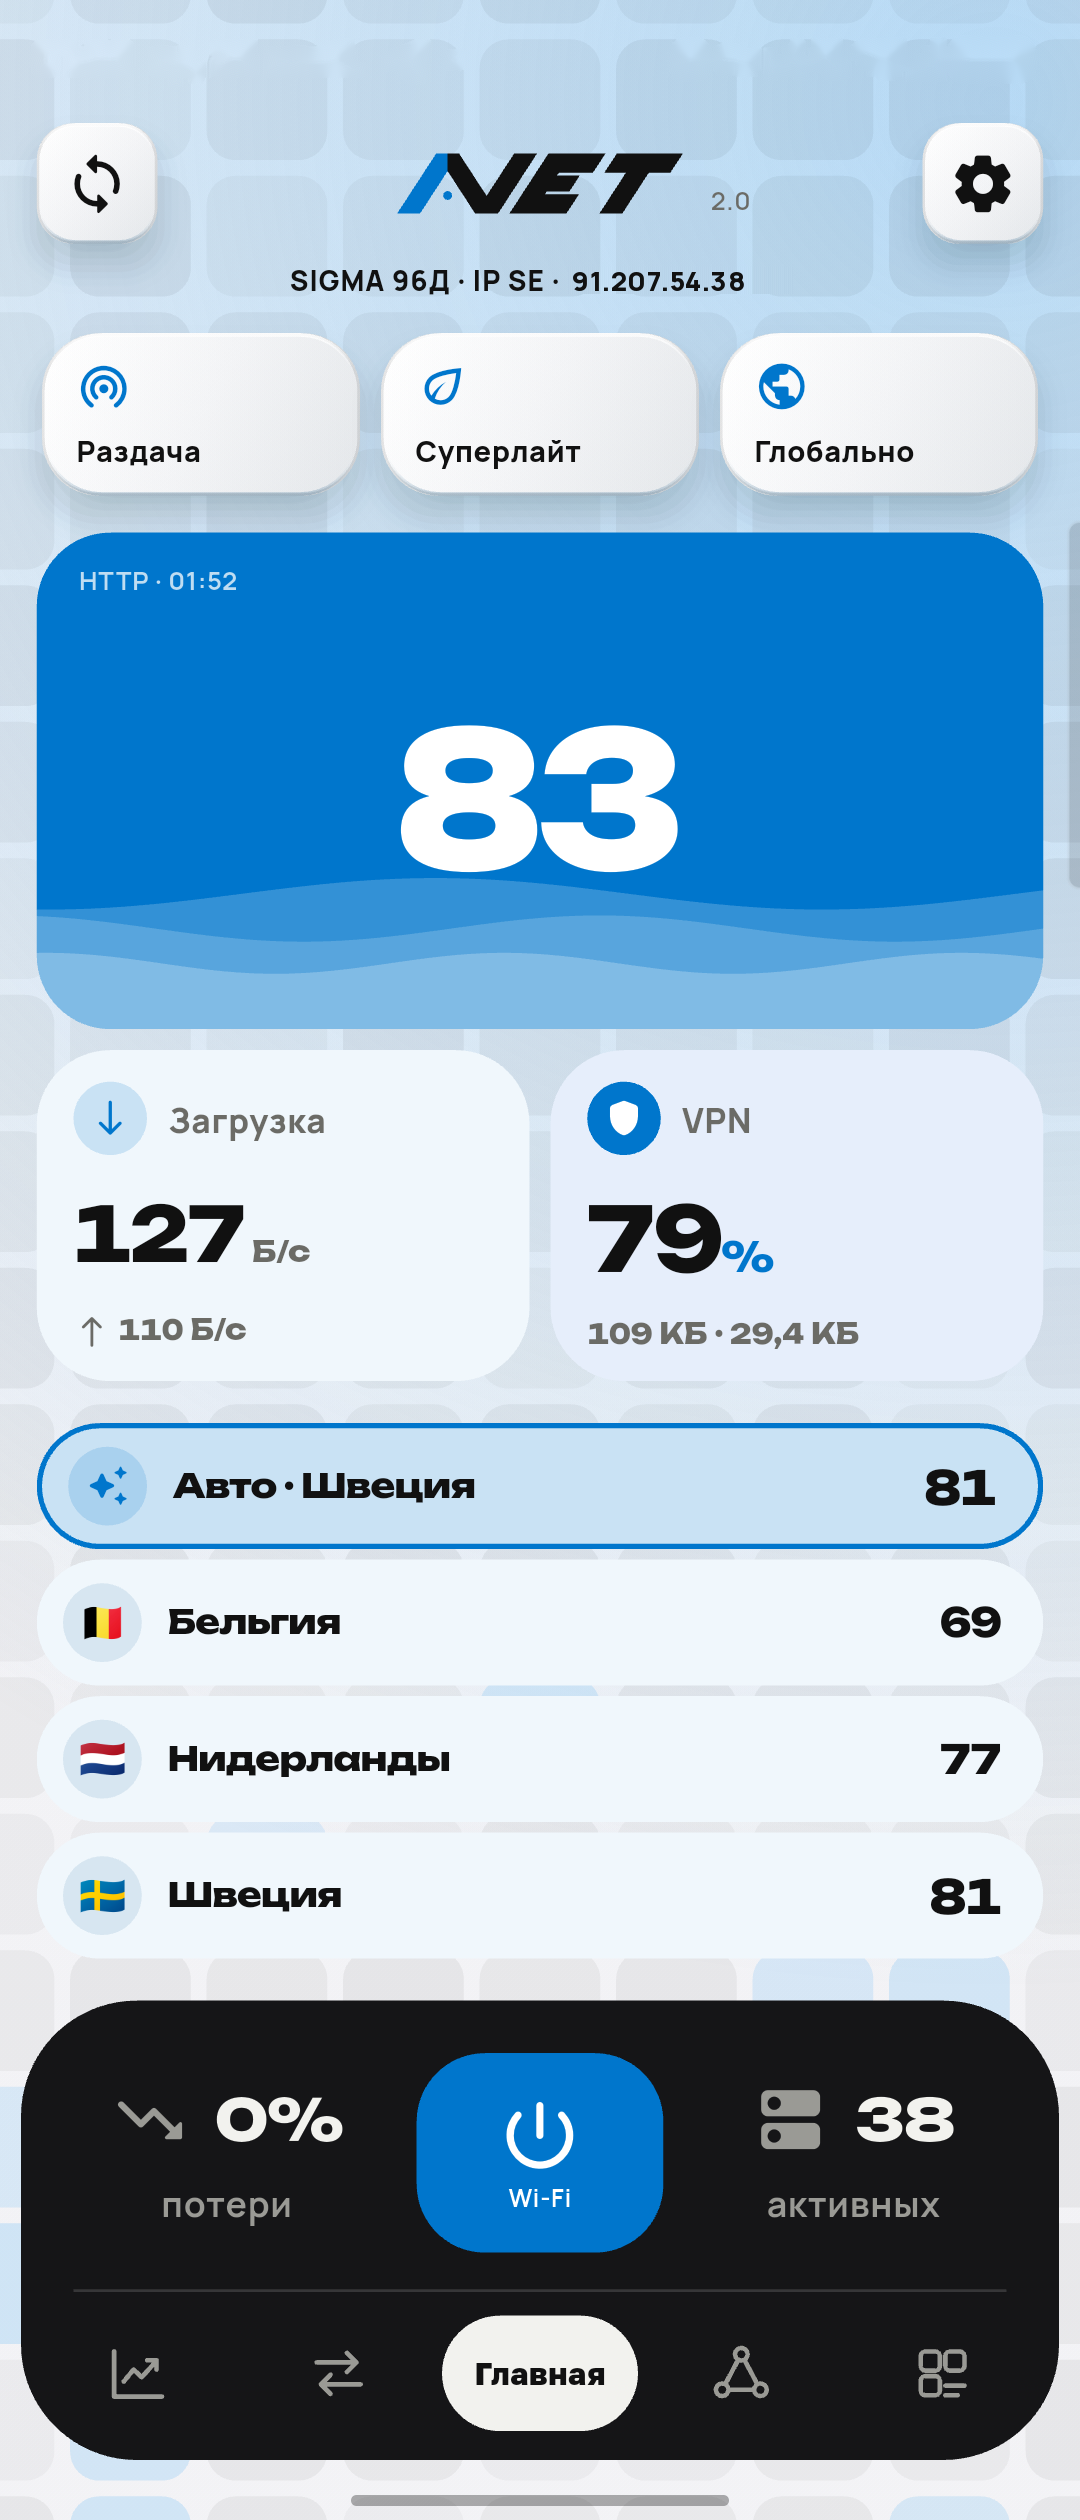 ANET 2.0
SIGMA 96Д · IP SE · 91.207.54.38
Раздача
Суперлайт
Глобально
HTTP · 01:52
83
Загрузка
127 Б/с
↑ 110 Б/с
VPN
79%
109 КБ · 29,4 КБ
Авто · Швеция 81
Бельгия 69
Нидерланды 77
Швеция 81
0%
потери
Wi-Fi
38
активных
Главная